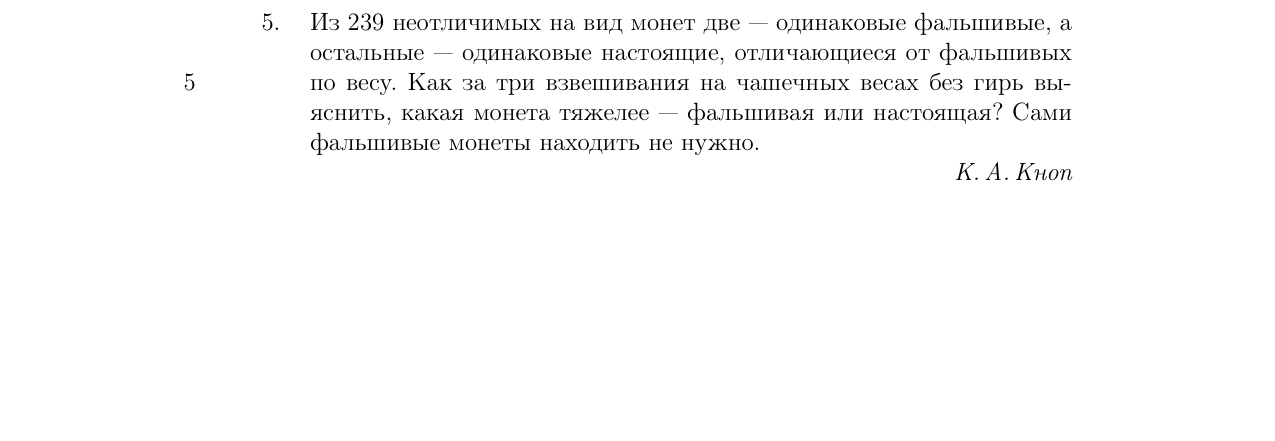 5. Из 239 неотличимых на вид монет две — одинаковые фальшивые, а
остальные — одинаковые настоящие, отличающиеся от фальшивых
5 по весу. Как за три взвешивания на чашечных весах без гирь вы-
яснить, какая монета тяжелее — фальшивая или настоящая? Сами
фальшивые монеты находить не нужно.
К. А. Кноп